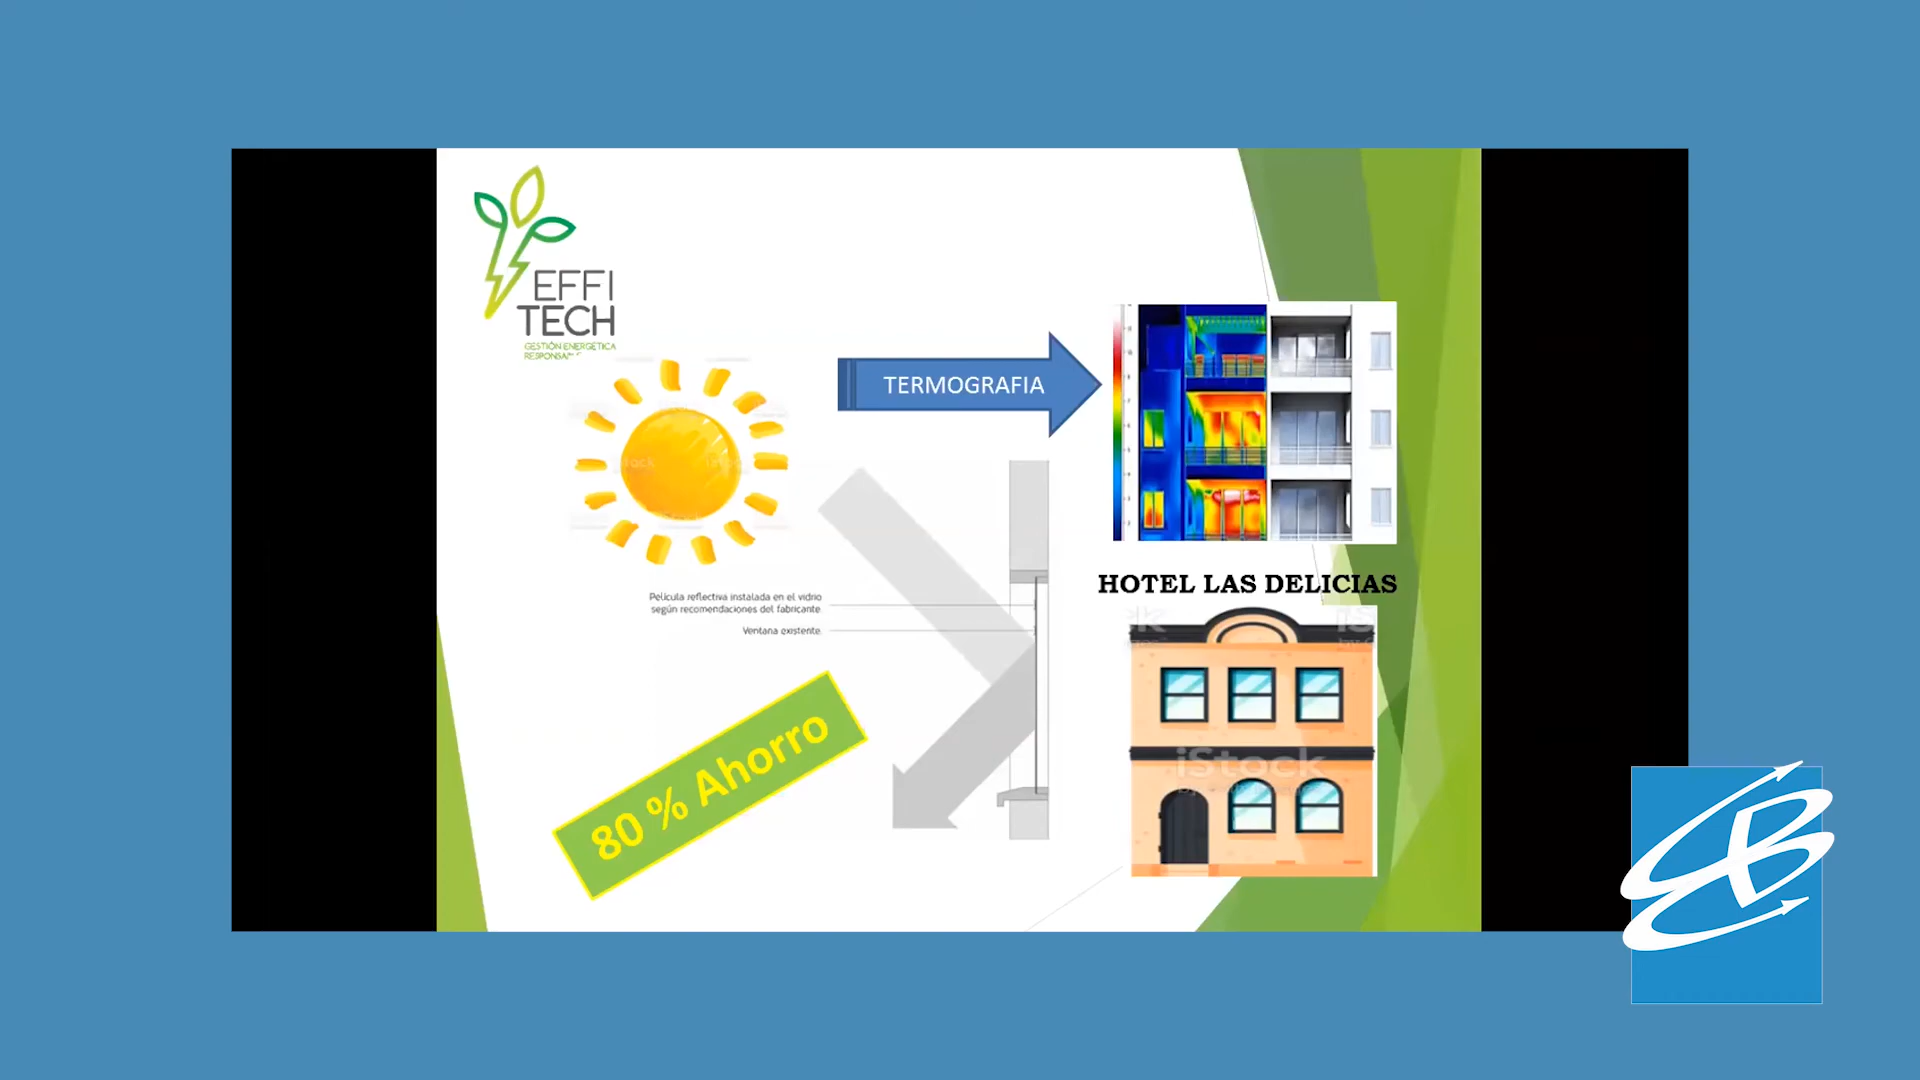 EFFI
TECH
GESTIÓN ENERGÉTICA
TERMOGRAFIA
HOTEL LAS DELICIAS
Película reflectiva instalada en el vidrio
según recomendaciones del fabricante.
Ventana existente.
80 % Ahorro
iStock